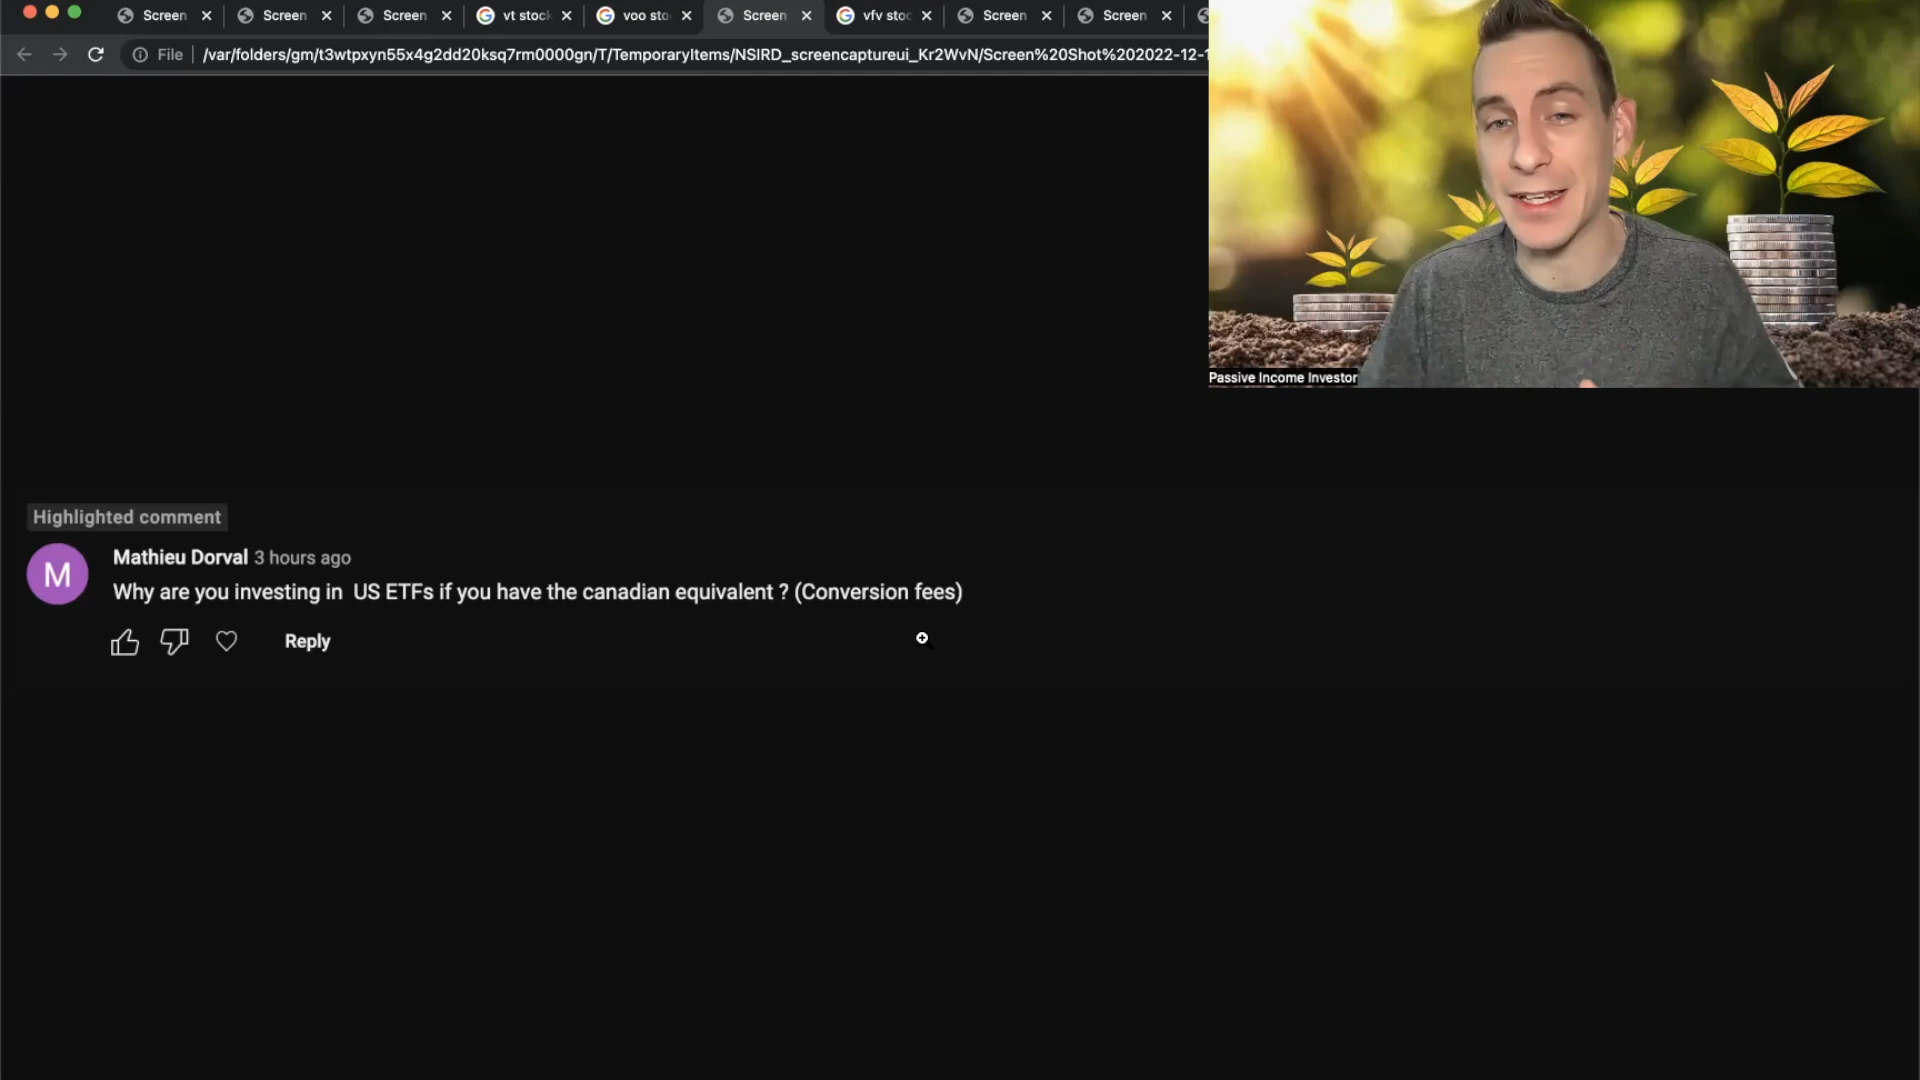 Screen Screen Screen vt stock voo sto Screen vfv stoc Screen Screen
File /var/folders/gm/t3wtpxyn55x4g2dd20ksq7rm0000gn/T/TemporaryItems/NSIRD_screencaptureui_Kr2WvN/Screen%20Shot%202022-12-1
Passive Income Investor
Highlighted comment
M
Mathieu Dorval 3 hours ago
Why are you investing in US ETFs if you have the canadian equivalent ? (Conversion fees)
Reply